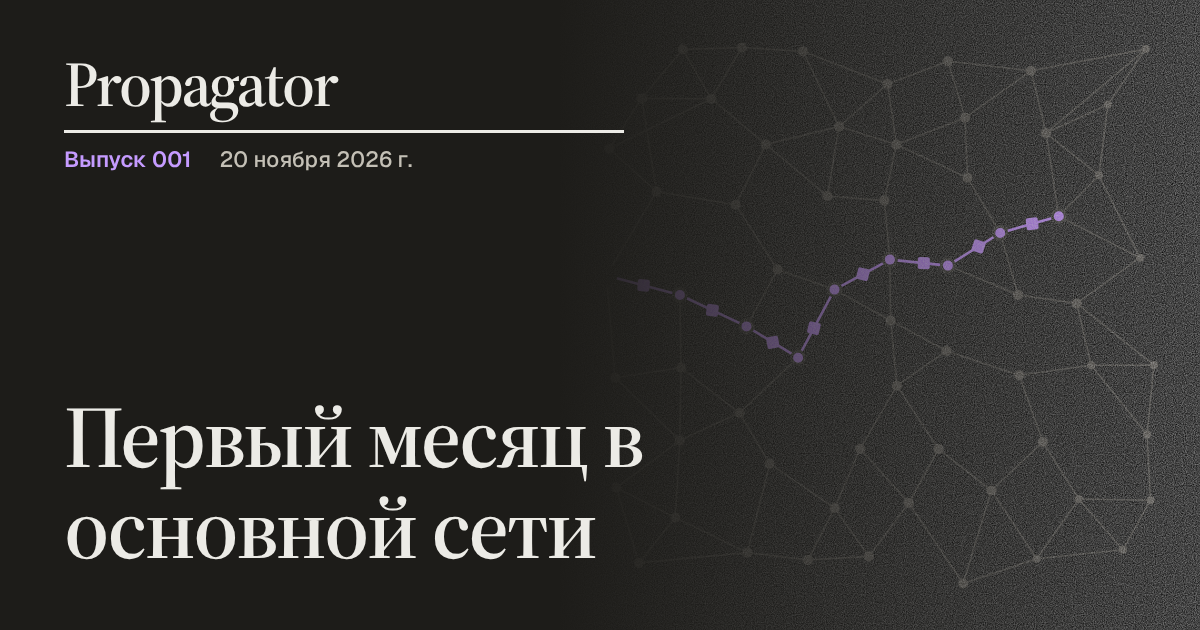 Propagator
Выпуск 001 20 ноября 2026 г.
Первый месяц в
основной сети